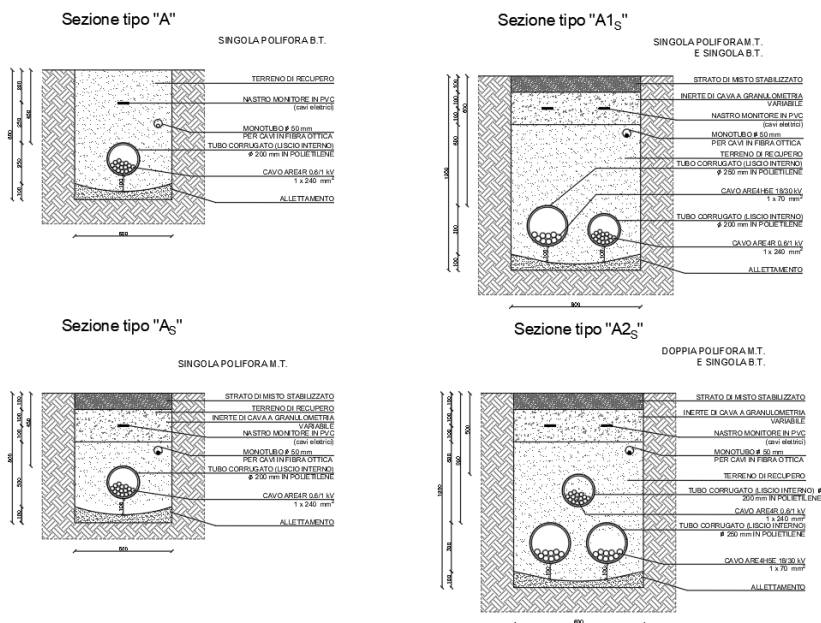 Sezione tipo "A"
SINGOLA POLIFORA B.T.
TERRENO DI RECUPERO
NASTRO MONITORE IN PVC
(cavi elettrici)
MONOTUBO ø 50 mm
PER CAVI IN FIBRA OTTICA
TUBO CORRUGATO (LISCIO INTERNO)
ø 200 mm IN POLIETILENE
CAVO ARE4R 0.6/1 kV
1 x 240 mm²
ALLETTAMENTO
100
Sezione tipo "A1S"
SINGOLA POLIFORA M.T.
E SINGOLA B.T.
STRATO DI MISTO STABILIZZATO
INERTE DI CAVA A GRANULOMETRIA
VARIABILE
NASTRO MONITORE IN PVC
(cavi elettrici)
MONOTUBO ø 50 mm
PER CAVI IN FIBRA OTTICA
TERRENO DI RECUPERO
TUBO CORRUGATO (LISCIO INTERNO)
ø 250 mm IN POLIETILENE
CAVO ARE4H5E 18/30 kV
1 x 70 mm²
TUBO CORRUGATO (LISCIO INTERNO)
ø 200 mm IN POLIETILENE
CAVO ARE4R 0.6/1 kV
1 x 240 mm²
ALLETTAMENTO
100
100
Sezione tipo "AS"
SINGOLA POLIFORA M.T.
STRATO DI MISTO STABILIZZATO
TERRENO DI RECUPERO
INERTE DI CAVA A GRANULOMETRIA
VARIABILE
NASTRO MONITORE IN PVC
(cavi elettrici)
MONOTUBO ø 50 mm
PER CAVI IN FIBRA OTTICA
TUBO CORRUGATO (LISCIO INTERNO)
ø 200 mm IN POLIETILENE
CAVO ARE4R 0.6/1 kV
1 x 240 mm²
ALLETTAMENTO
100
Sezione tipo "A2S"
DOPPIA POLIFORA M.T.
E SINGOLA B.T.
STRATO DI MISTO STABILIZZATO
INERTE DI CAVA A GRANULOMETRIA
VARIABILE
NASTRO MONITORE IN PVC
(cavi elettrici)
MONOTUBO ø 50 mm
PER CAVI IN FIBRA OTTICA
TERRENO DI RECUPERO
TUBO CORRUGATO (LISCIO INTERNO) ø
200 mm IN POLIETILENE
CAVO ARE4R 0.6/1 kV
1 x 240 mm²
TUBO CORRUGATO (LISCIO INTERNO)
ø 250 mm IN POLIETILENE
CAVO ARE4H5E 18/30 kV
1 x 70 mm²
ALLETTAMENTO
100
100